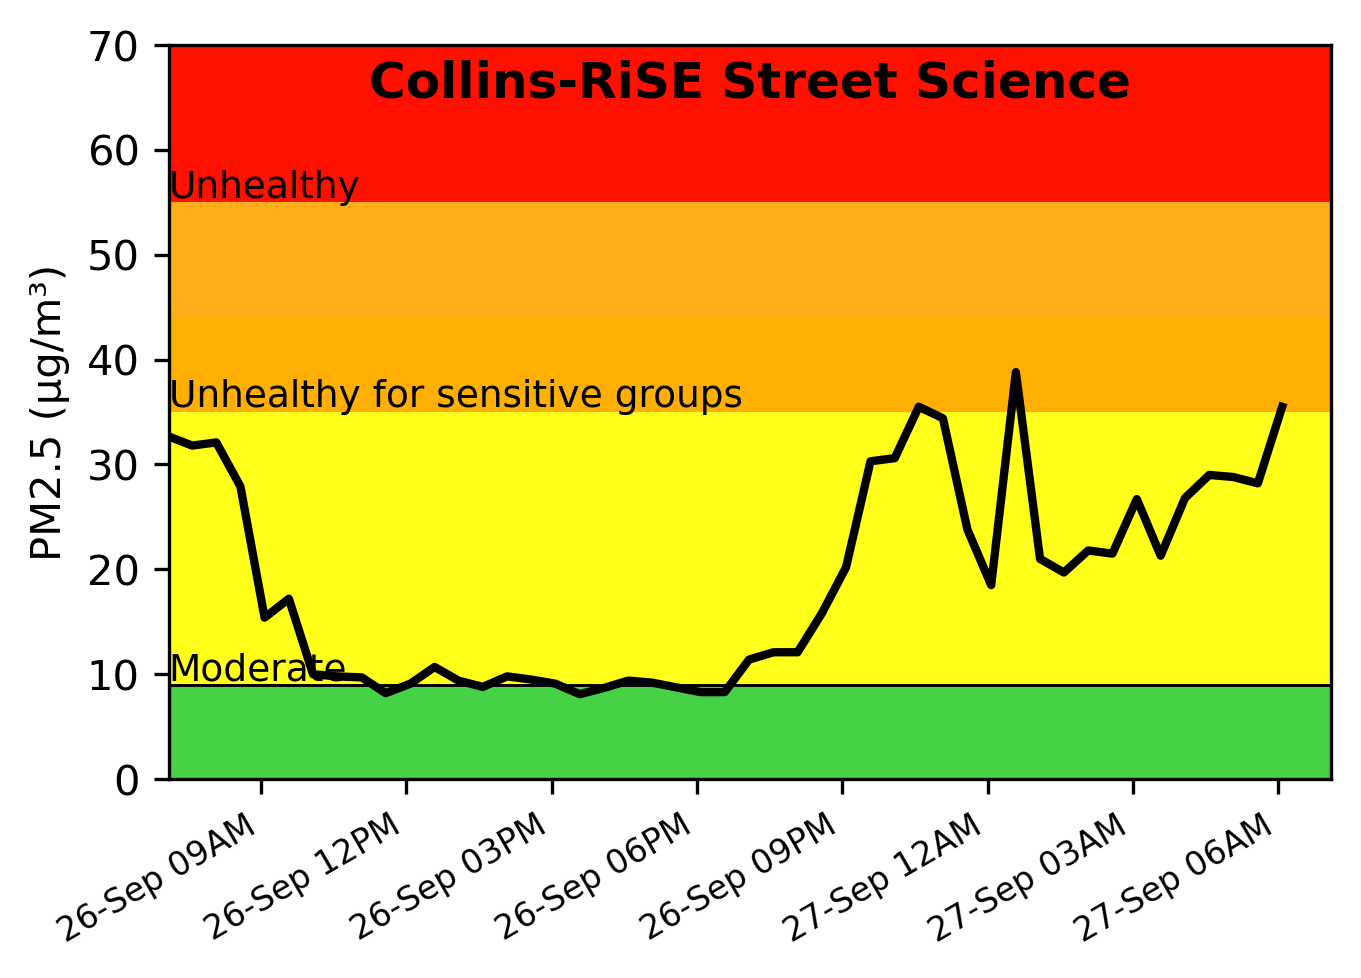 Collins-RiSE Street Science
70
60
50
40
30
20
10
0
PM2.5 (µg/m³)
Unhealthy
Unhealthy for sensitive groups
Moderate
26-Sep 09AM
26-Sep 12PM
26-Sep 03PM
26-Sep 06PM
26-Sep 09PM
27-Sep 12AM
27-Sep 03AM
27-Sep 06AM